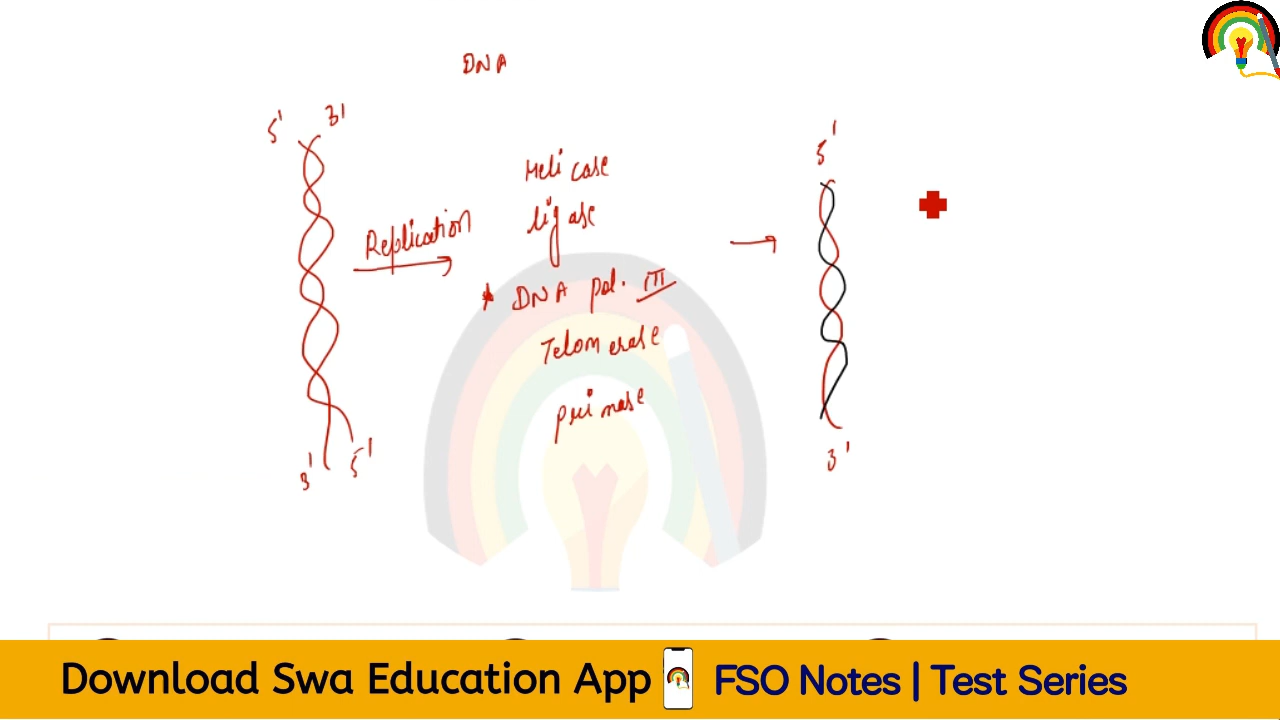 DNA
5' 3'
Replication
Helicase
ligase
* DNA pol. III
Telomerase
primase
3' 5'
5'
3'
Download Swa Education App FSO Notes | Test Series